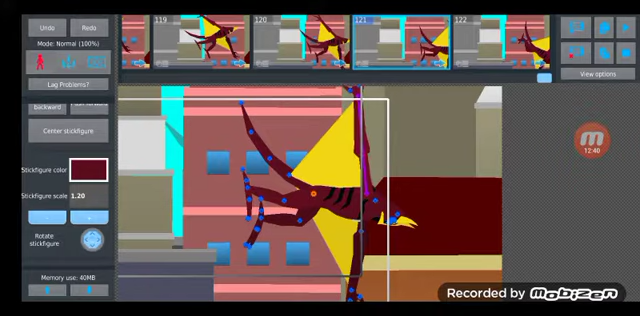 Undo
Redo
119
120
121
122
Mode: Normal (100%)
View options
Lag Problems?
backward
Center stickfigure
12:40
Stickfigure color
Stickfigure scale 1.20
Rotate
stickfigure
Memory use: 40MB
Recorded by mobizen